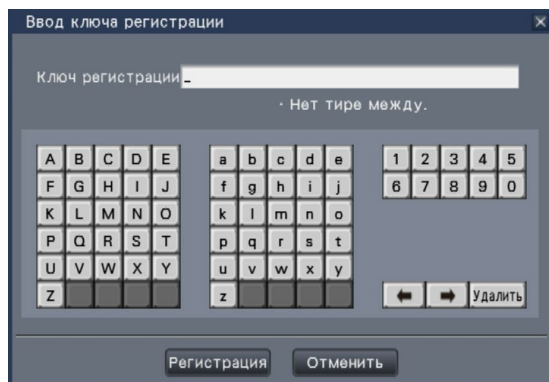 Ввод ключа регистрации
Ключ регистрации
· Нет тире между.
A B C D E a b c d e 1 2 3 4 5
F G H I J f g h i j 6 7 8 9 0
K L M N O k l m n o
P Q R S T p q r s t
U V W X Y u v w x y
Z z Удалить
Регистрация Отменить